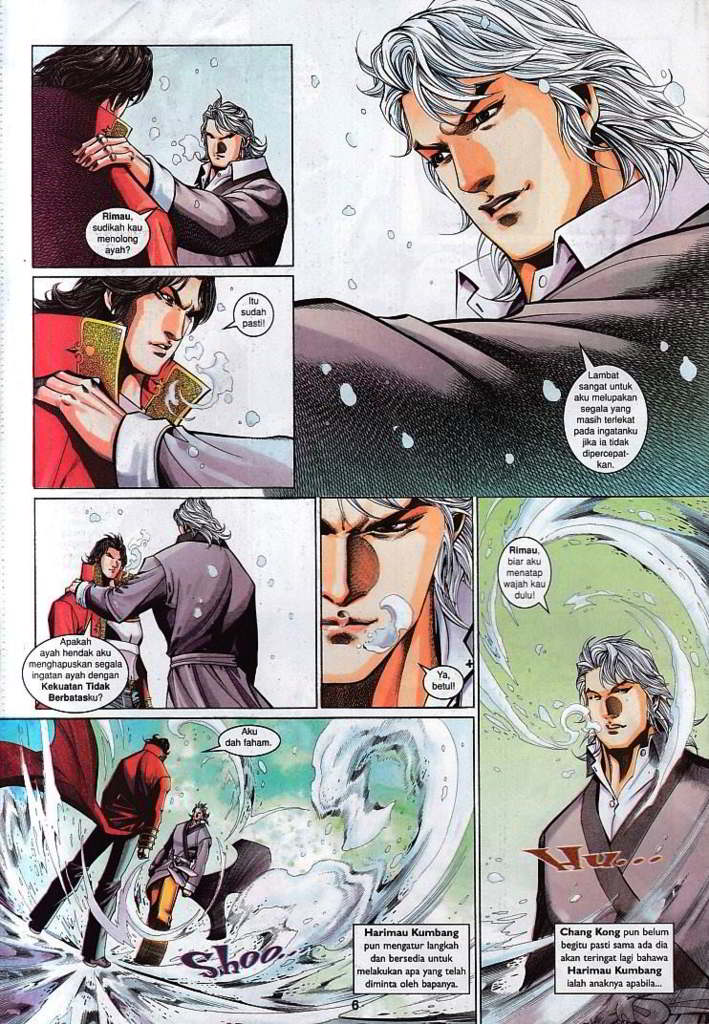 Rimau,
sudikah kau
menolong
ayah?
Itu
sudah
pasti!
Lambat
sangat untuk
aku melupakan
segala yang
masih terlekat
pada ingatanku
jika ia tidak
dipercepat-
kan.
Apakah
ayah hendak aku
menghapuskan segala
ingatan ayah dengan
Kekuatan Tidak
Berbatasku?
Ya,
betul!
Rimau,
biar aku
menatap
wajah kau
dulu!
Hu...
Chang Kong pun belum
begitu pasti sama ada dia
akan teringat lagi bahawa
Harimau Kumbang
ialah anaknya apabila...
Aku
dah faham.
Shoo...
Harimau Kumbang
pun mengatur langkah
dan bersedia untuk
melakukan apa yang telah
diminta oleh bapanya.
6